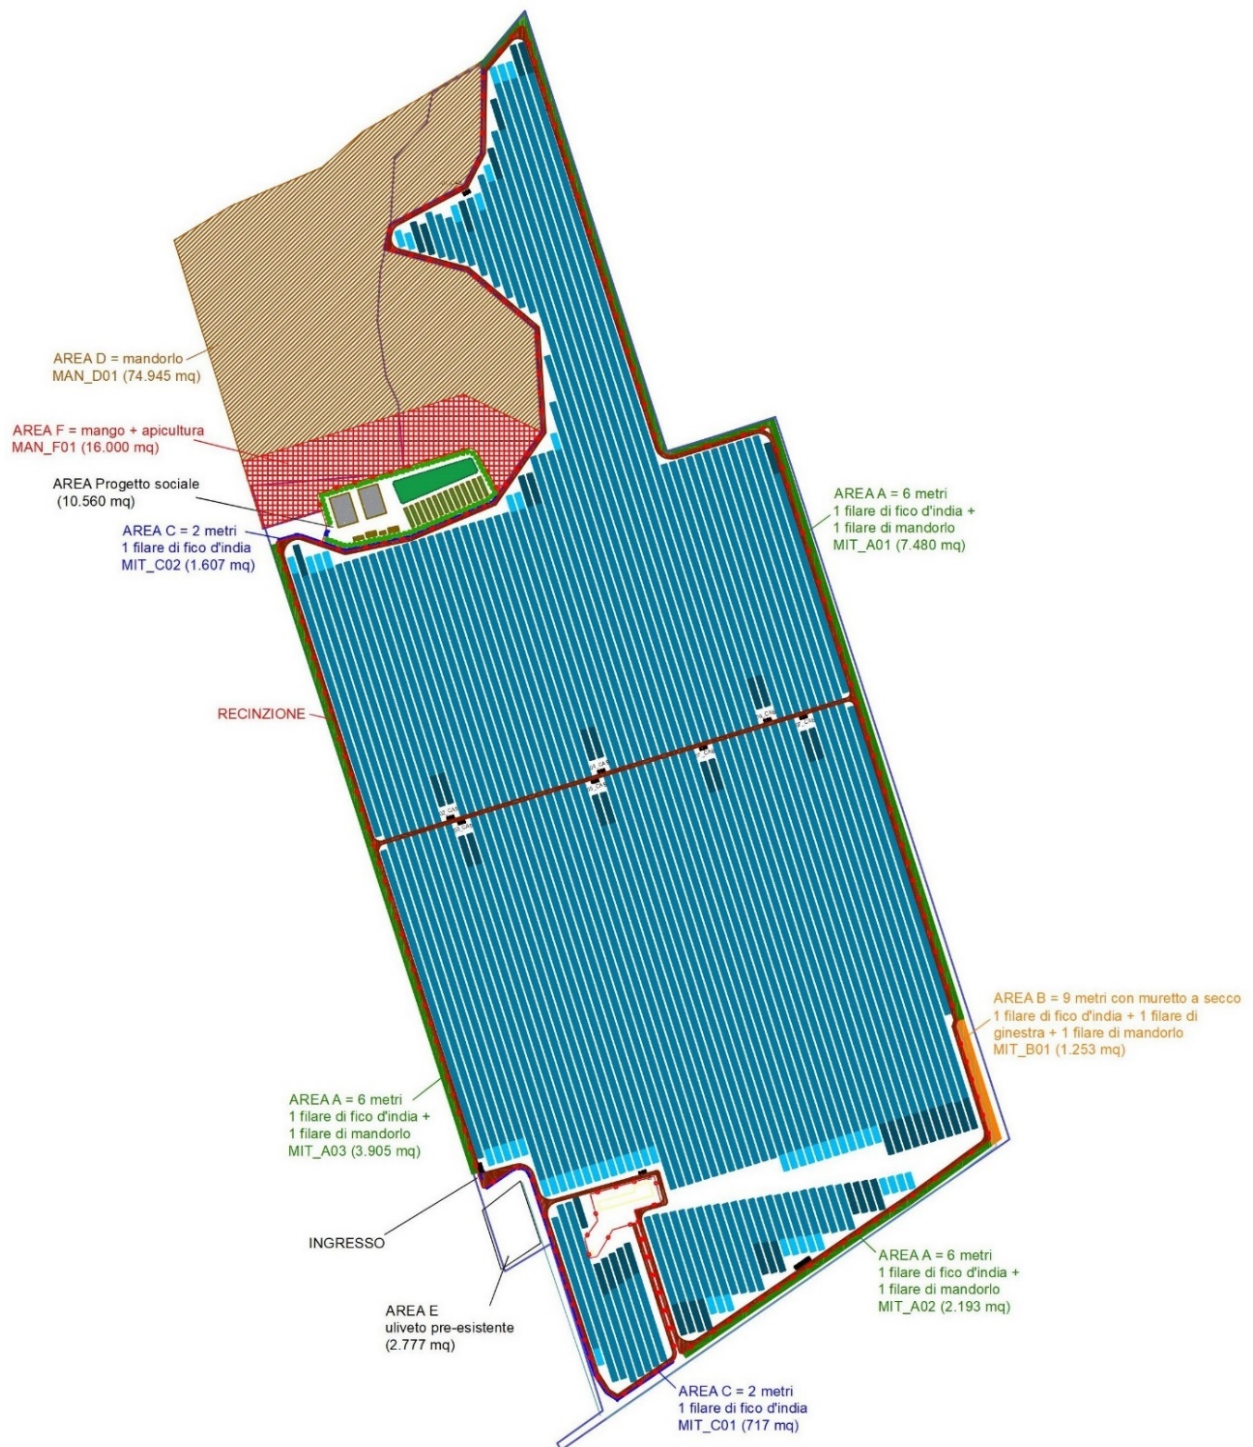 AREA D = mandorlo
MAN_D01 (74.945 mq)
AREA F = mango + apicultura
MAN_F01 (16.000 mq)
AREA Progetto sociale
(10.560 mq)
AREA C = 2 metri
1 filare di fico d'india
MIT_C02 (1.607 mq)
AREA A = 6 metri
1 filare di fico d'india +
1 filare di mandorlo
MIT_A01 (7.480 mq)
RECINZIONE
AREA B = 9 metri con muretto a secco
1 filare di fico d'india + 1 filare di
ginestra + 1 filare di mandorlo
MIT_B01 (1.253 mq)
AREA A = 6 metri
1 filare di fico d'india +
1 filare di mandorlo
MIT_A03 (3.905 mq)
INGRESSO
AREA A = 6 metri
1 filare di fico d'india +
1 filare di mandorlo
MIT_A02 (2.193 mq)
AREA E
uliveto pre-esistente
(2.777 mq)
AREA C = 2 metri
1 filare di fico d'india
MIT_C01 (717 mq)